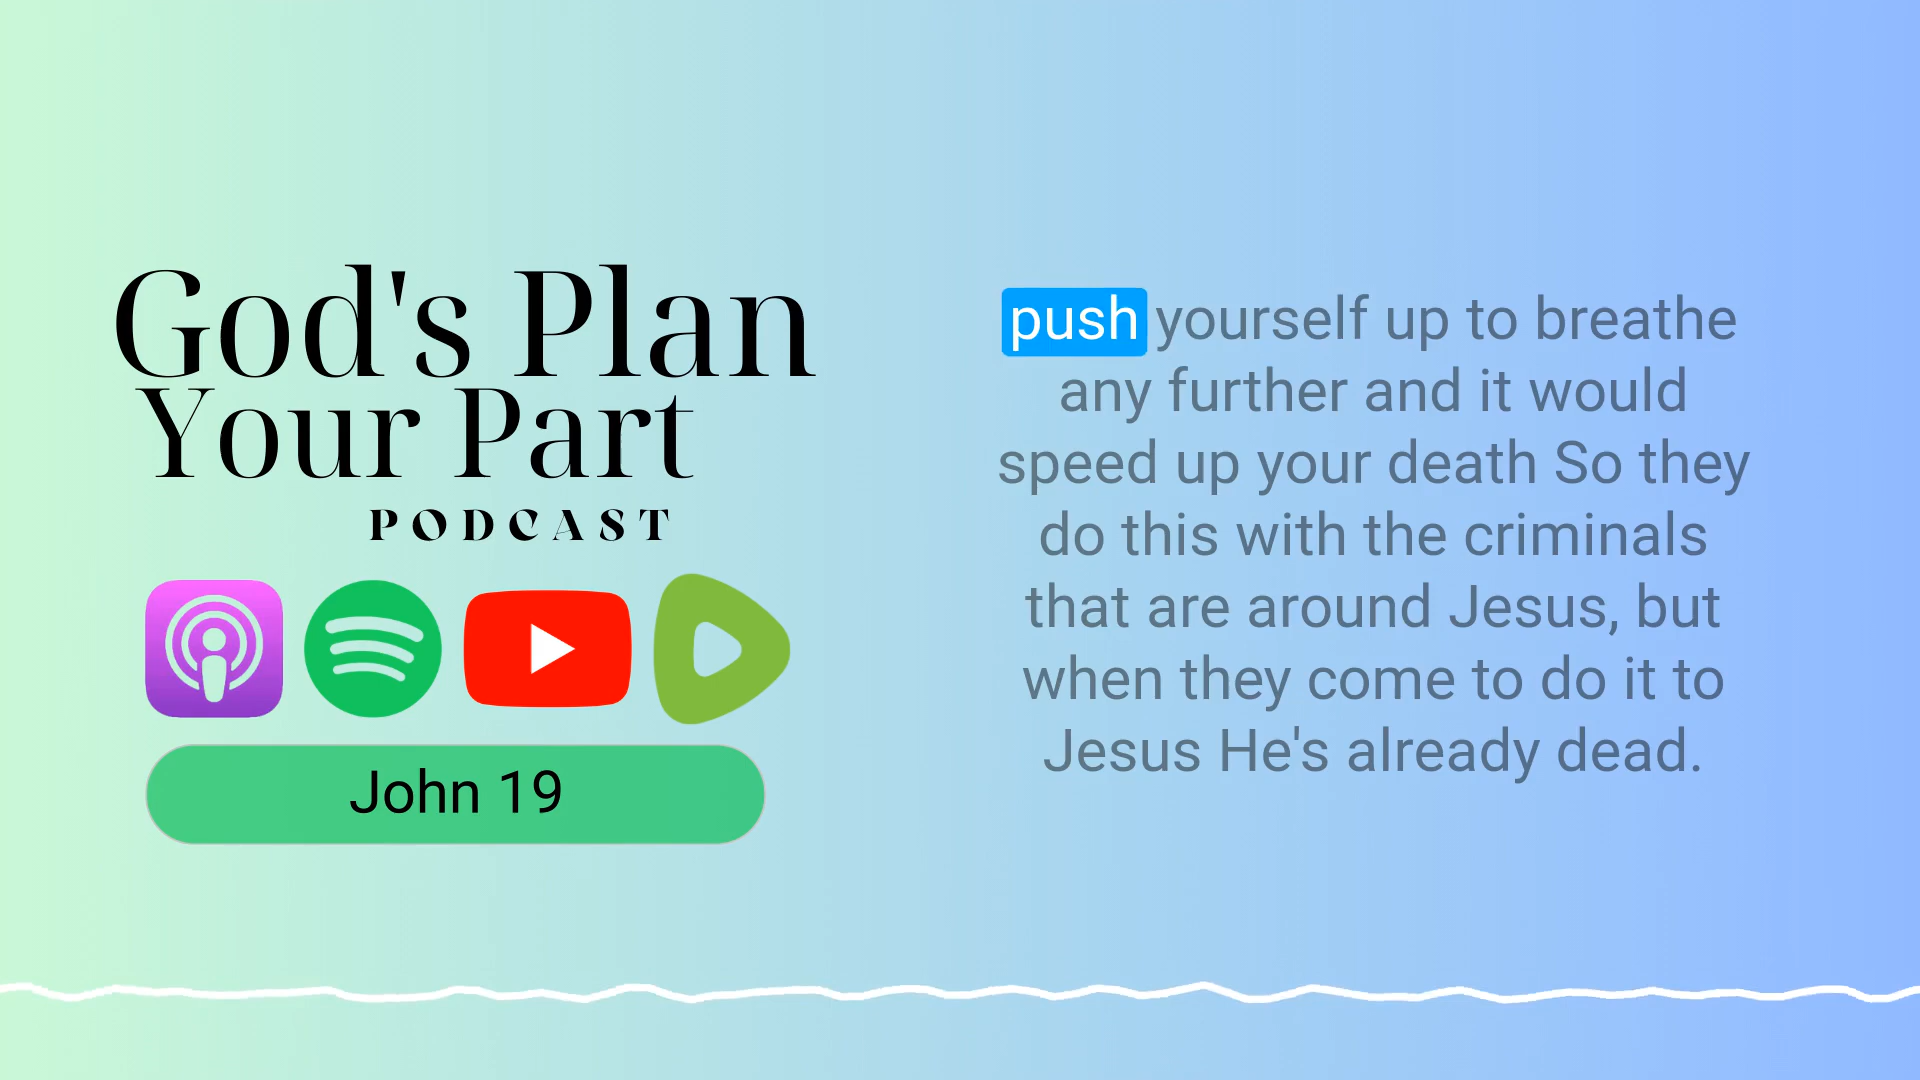 God's Plan
Your Part
PODCAST
John 19
push yourself up to breathe
any further and it would
speed up your death So they
do this with the criminals
that are around Jesus, but
when they come to do it to
Jesus He's already dead.